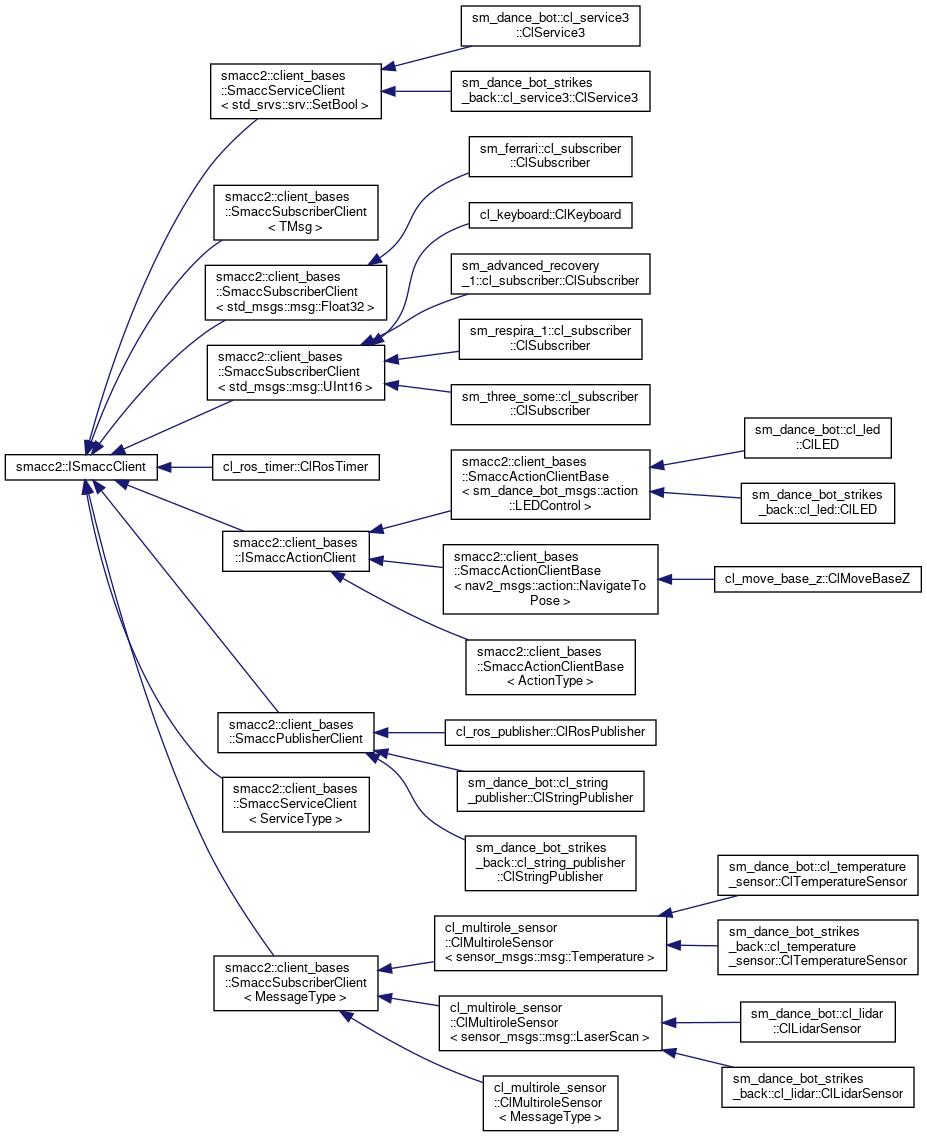 sm_dance_bot::cl_service3
::ClService3
smacc2::client_bases
::SmaccServiceClient
< std_srvs::srv::SetBool >
sm_dance_bot_strikes
_back::cl_service3::ClService3
sm_ferrari::cl_subscriber
::ClSubscriber
smacc2::client_bases
::SmaccSubscriberClient
< TMsg >
cl_keyboard::ClKeyboard
sm_advanced_recovery
_1::cl_subscriber::ClSubscriber
smacc2::client_bases
::SmaccSubscriberClient
< std_msgs::msg::Float32 >
sm_respira_1::cl_subscriber
::ClSubscriber
smacc2::client_bases
::SmaccSubscriberClient
< std_msgs::msg::UInt16 >
sm_three_some::cl_subscriber
::ClSubscriber
smacc2::ISmaccClient
cl_ros_timer::ClRosTimer
smacc2::client_bases
::SmaccActionClientBase
< sm_dance_bot_msgs::action
::LEDControl >
sm_dance_bot::cl_led
::ClLED
sm_dance_bot_strikes
_back::cl_led::ClLED
smacc2::client_bases
::ISmaccActionClient
smacc2::client_bases
::SmaccActionClientBase
< nav2_msgs::action::NavigateTo
Pose >
cl_move_base_z::ClMoveBaseZ
smacc2::client_bases
::SmaccActionClientBase
< ActionType >
smacc2::client_bases
::SmaccPublisherClient
cl_ros_publisher::ClRosPublisher
sm_dance_bot::cl_string
_publisher::ClStringPublisher
smacc2::client_bases
::SmaccServiceClient
< ServiceType >
sm_dance_bot_strikes
_back::cl_string_publisher
::ClStringPublisher
sm_dance_bot::cl_temperature
_sensor::ClTemperatureSensor
cl_multirole_sensor
::ClMultiroleSensor
< sensor_msgs::msg::Temperature >
sm_dance_bot_strikes
_back::cl_temperature
_sensor::ClTemperatureSensor
smacc2::client_bases
::SmaccSubscriberClient
< MessageType >
cl_multirole_sensor
::ClMultiroleSensor
< sensor_msgs::msg::LaserScan >
sm_dance_bot::cl_lidar
::ClLidarSensor
sm_dance_bot_strikes
_back::cl_lidar::ClLidarSensor
cl_multirole_sensor
::ClMultiroleSensor
< MessageType >